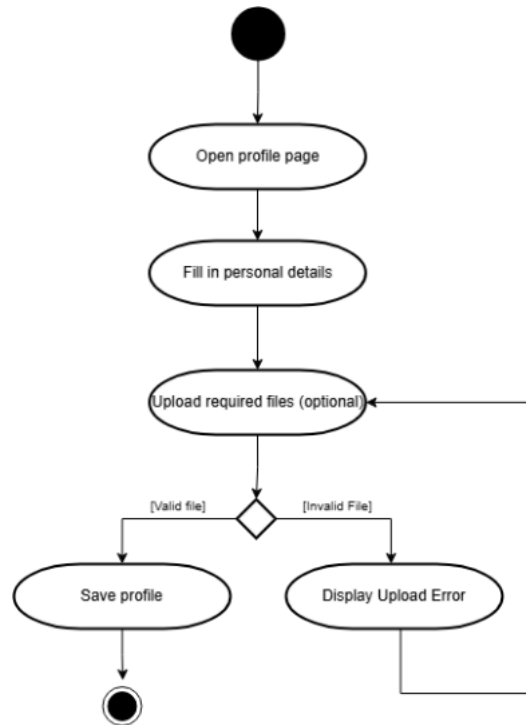 Open profile page
Fill in personal details
Upload required files (optional)
[Valid file]
[Invalid File]
Save profile
Display Upload Error